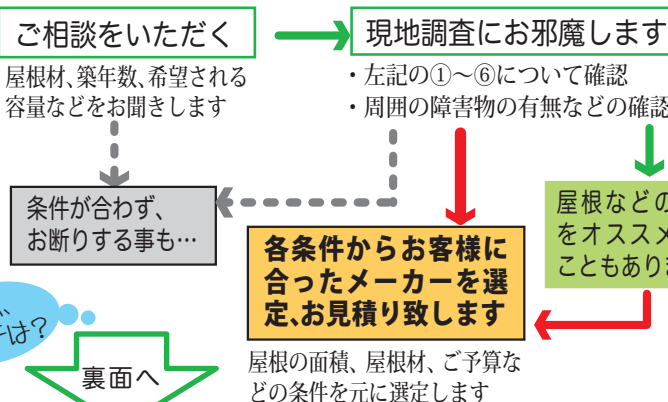 ご相談をいただく
屋根材、築年数、希望される
容量などをお聞きします
現地調査にお邪魔します
・左記の①〜⑥について確認
・周囲の障害物の有無などの確認
条件が合わず、
お断りする事も…
各条件からお客様に
合ったメーカーを選
定、お見積り致します
屋根の面積、屋根材、ご予算な
どの条件を元に選定します
屋根などの
をオススメ
こともありま
は?
裏面へ